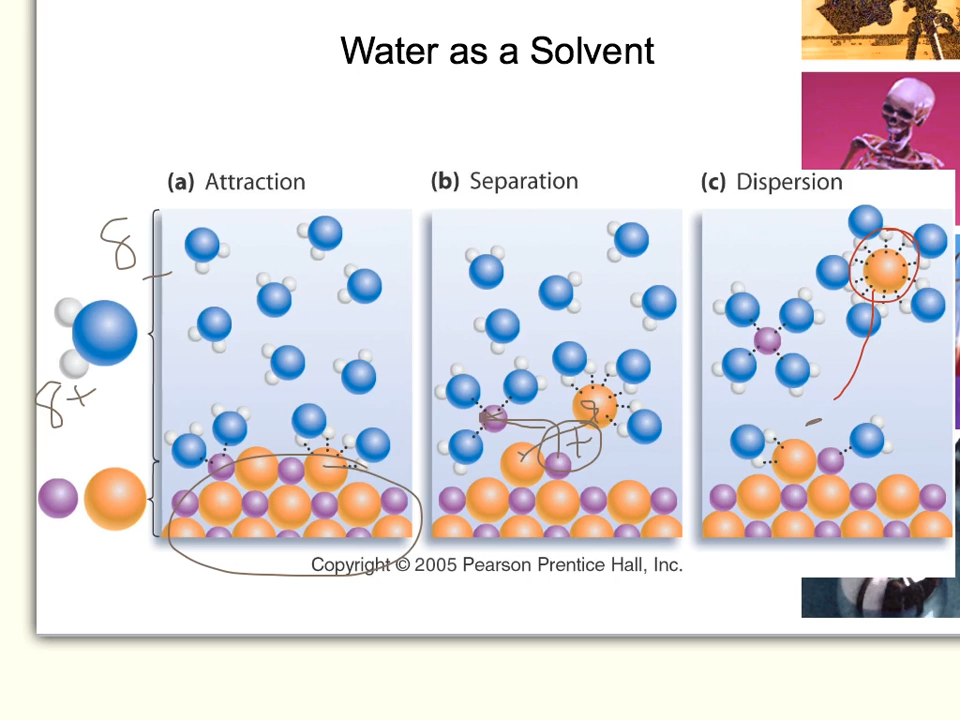 Water as a Solvent
(a) Attraction
(b) Separation
(c) Dispersion
δ
–
δ+
+
-
Copyright © 2005 Pearson Prentice Hall, Inc.